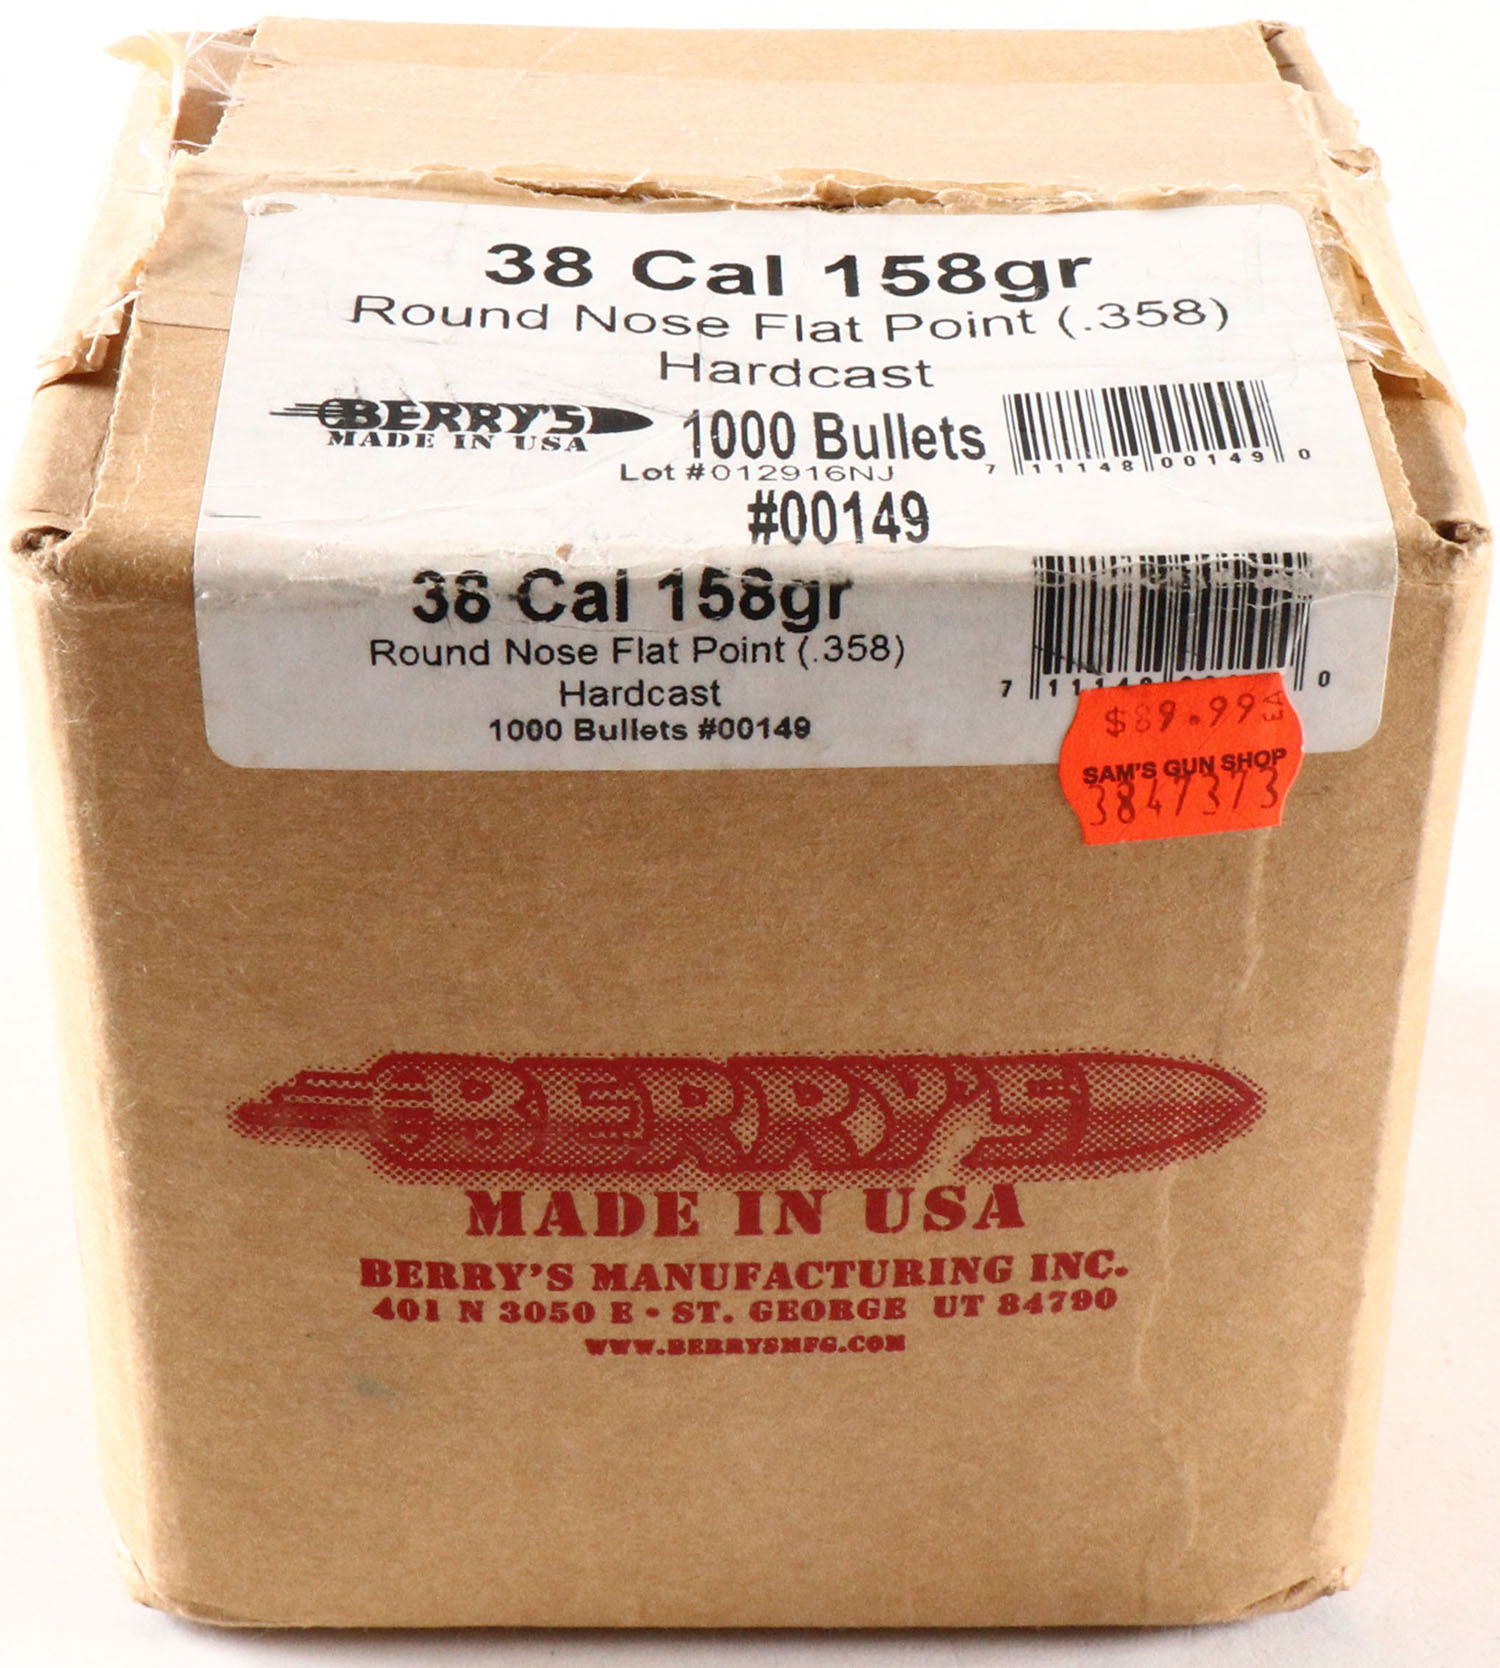 38 Cal 158gr
Round Nose Flat Point (.358)
Hardcast
BERRY'S
MADE IN USA
1000 Bullets
7 11148 00149 0
Lot #012916NJ
#00149
38 Cal 158gr
Round Nose Flat Point (.358)
Hardcast
1000 Bullets #00149
$89.99 EA
SAM'S GUN SHOP
3847373
BERRY'S
MADE IN USA
BERRY'S MANUFACTURING INC.
401 N 3050 E • ST. GEORGE UT 84790
WWW.BERRYSMFG.COM